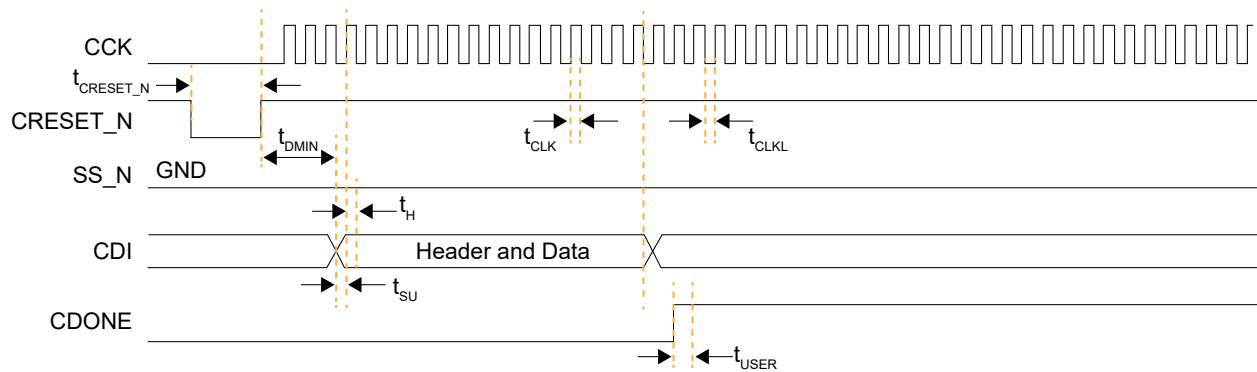 CCK
tCRESET_N
CRESET_N
tDMIN
tCLK
tCLKL
SS_N
GND
tH
CDI
Header and Data
tSU
CDONE
tUSER